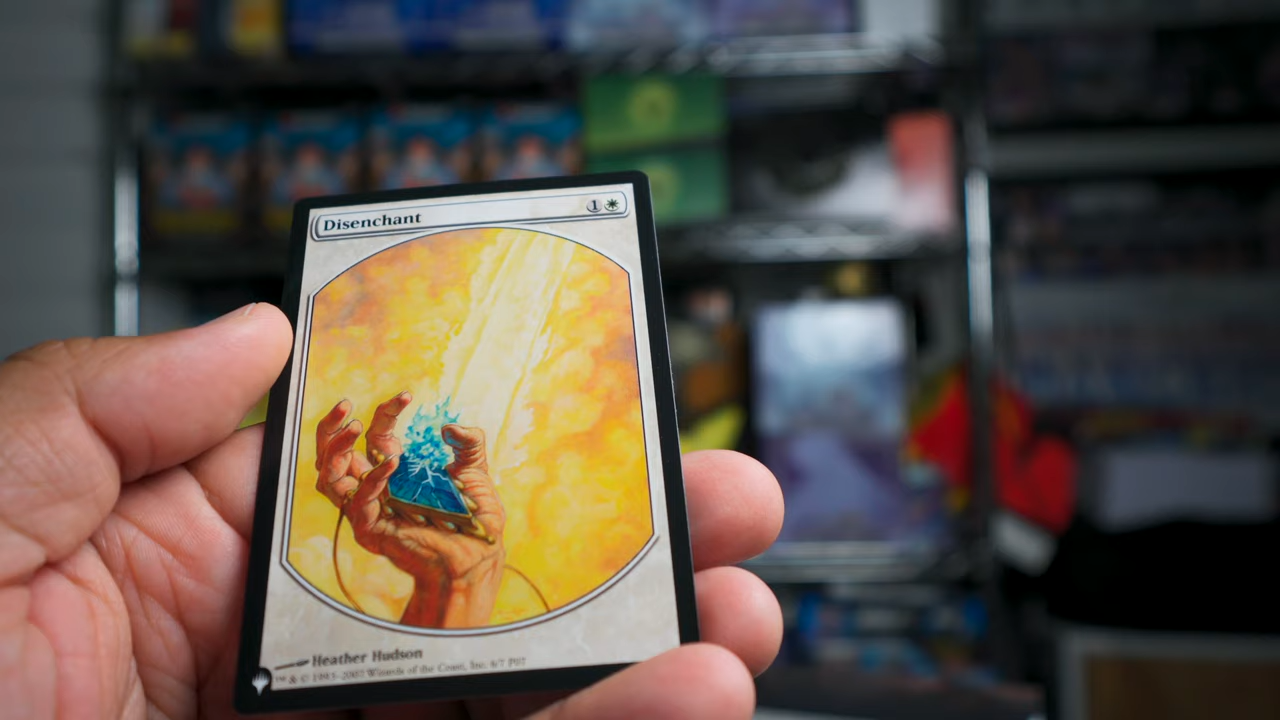 Disenchant 1
Heather Hudson
™ & © 1993-2007 Wizards of the Coast, Inc. 6/7 P07